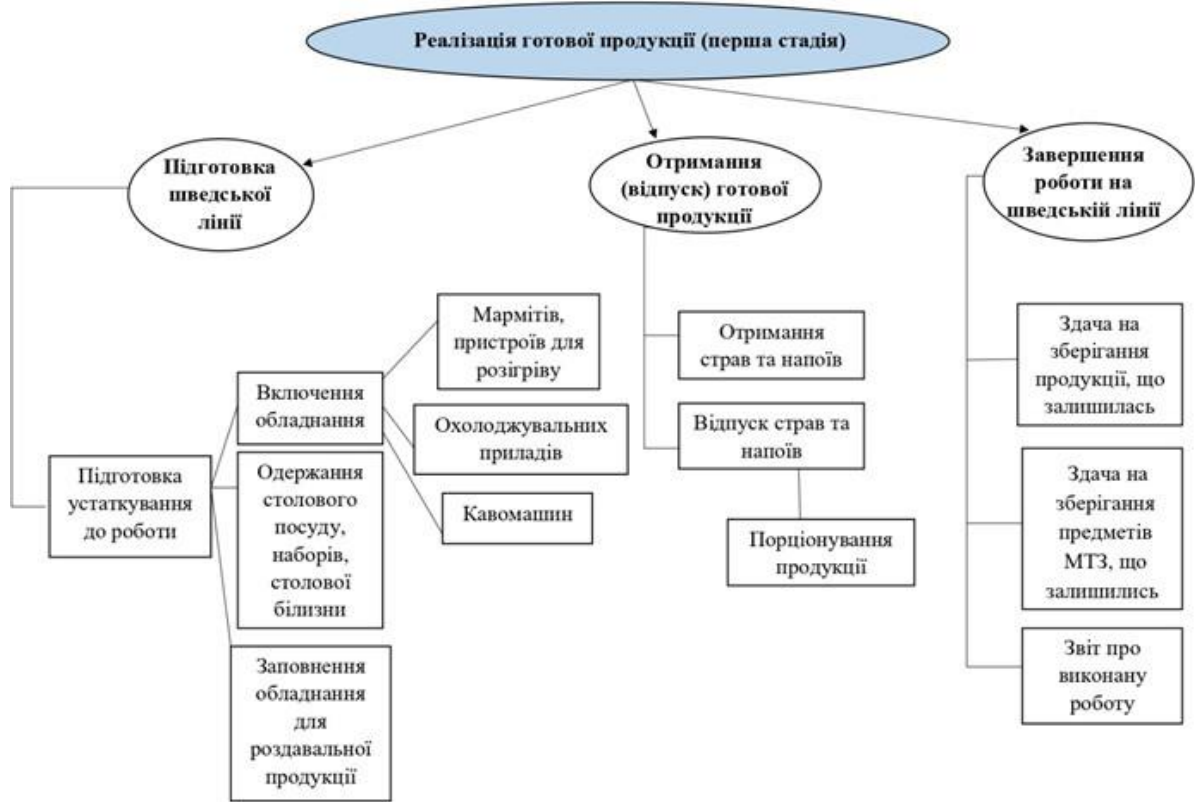 Реалізація готової продукції (перша стадія)
Підготовка
шведської
лінії
Отримання
(відпуск) готової
продукції
Завершення
роботи на
шведській лінії
Підготовка
устаткування
до роботи
Включення
обладнання
Мармітів,
пристроїв для
розігріву
Охолоджувальних
приладів
Кавомашин
Одержання
столового
посуду,
наборів,
столової
білизни
Заповнення
обладнання
для
роздавальної
продукції
Отримання
страв та напоїв
Відпуск страв та
напоїв
Порціонування
продукції
Здача на
зберігання
продукції, що
залишилась
Здача на
зберігання
предметів
МТЗ, що
залишились
Звіт про
виконану
роботу